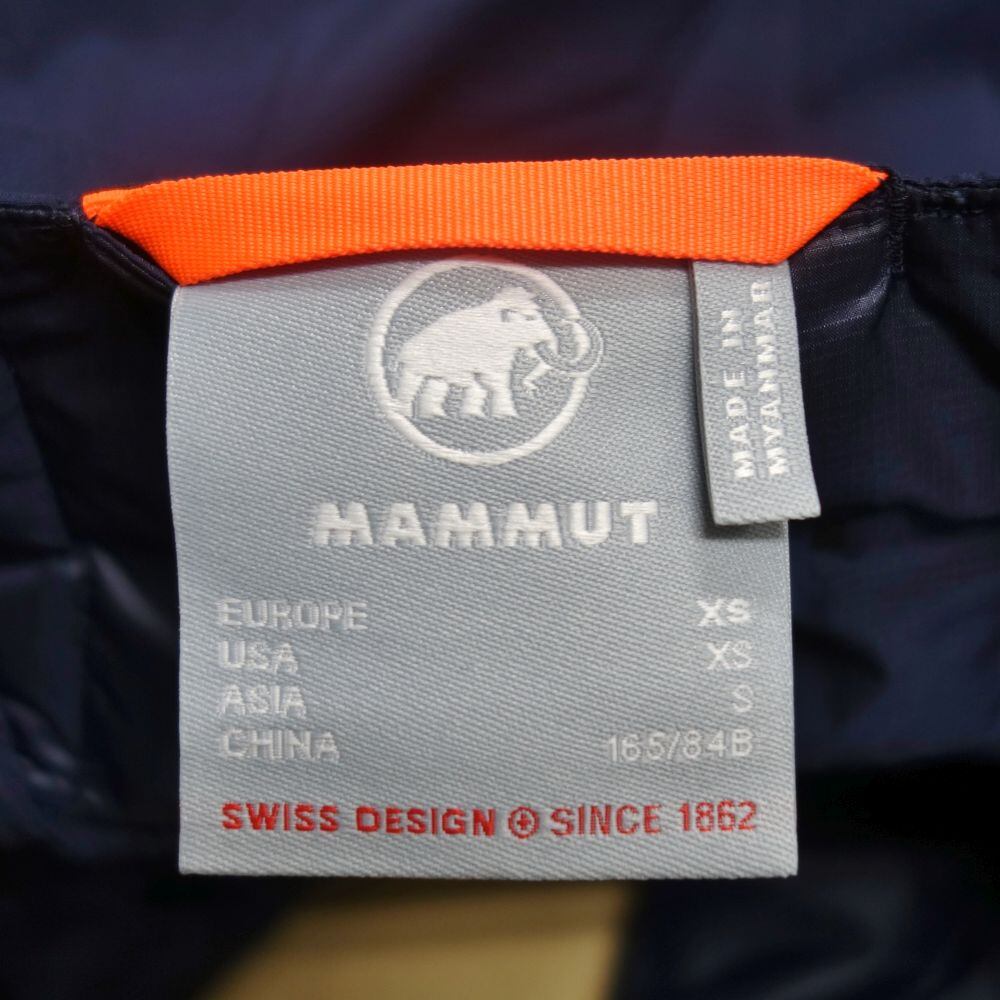 MADE IN
MYANMAR
MAMMUT
EUROPE XS
USA XS
ASIA S
CHINA 165/84B
SWISS DESIGN SINCE 1862